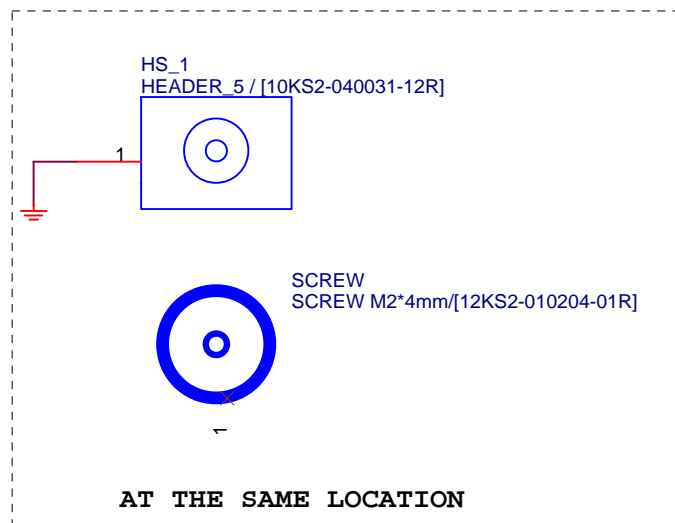 HS_1
HEADER_5 / [10KS2-040031-12R]
1
SCREW
SCREW M2*4mm/[12KS2-010204-01R]
1
AT THE SAME LOCATION